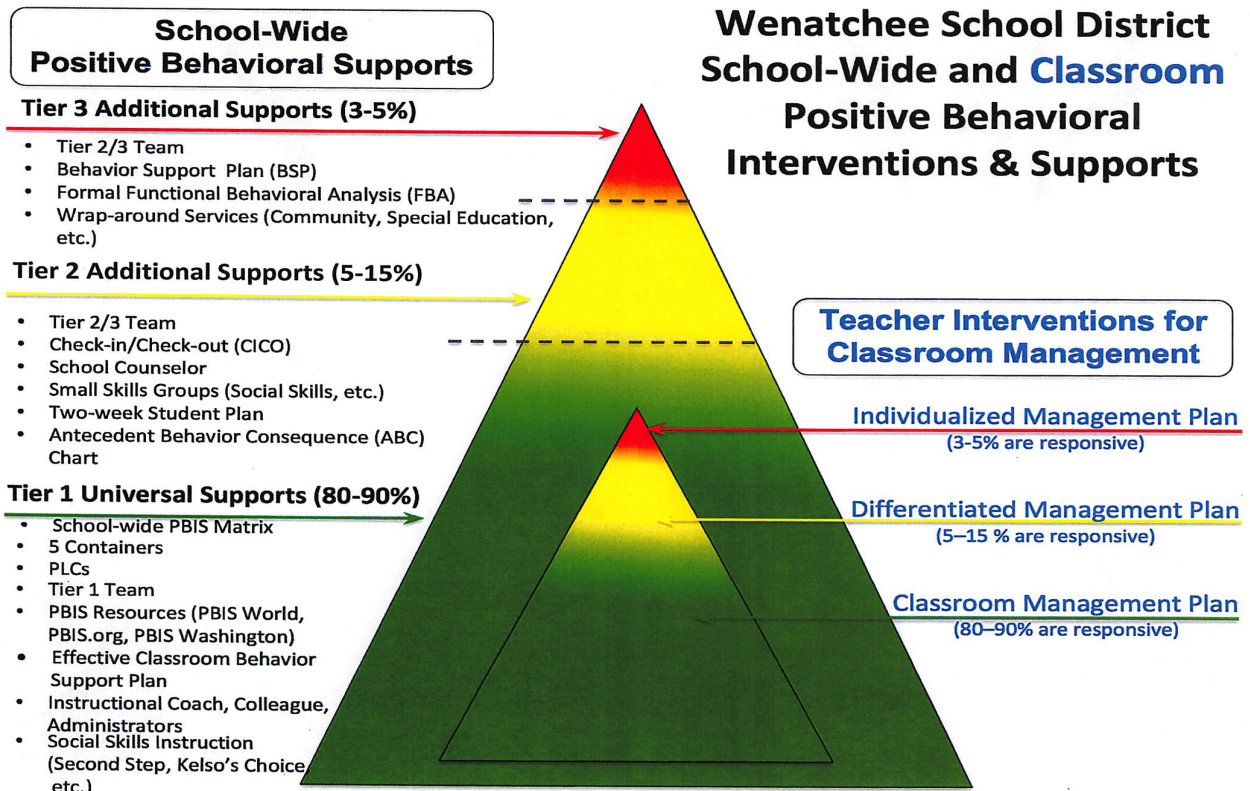 School-Wide
Positive Behavioral Supports
Wenatchee School District
School-Wide and Classroom
Positive Behavioral
Interventions & Supports
Tier 3 Additional Supports (3-5%)
• Tier 2/3 Team
• Behavior Support Plan (BSP)
• Formal Functional Behavioral Analysis (FBA)
• Wrap-around Services (Community, Special Education,
etc.)
Tier 2 Additional Supports (5-15%)
• Tier 2/3 Team
• Check-in/Check-out (CICO)
• School Counselor
• Small Skills Groups (Social Skills, etc.)
• Two-week Student Plan
• Antecedent Behavior Consequence (ABC)
Chart
Tier 1 Universal Supports (80-90%)
• School-wide PBIS Matrix
• 5 Containers
• PLCs
• Tier 1 Team
• PBIS Resources (PBIS World,
PBIS.org, PBIS Washington)
• Effective Classroom Behavior
Support Plan
• Instructional Coach, Colleague,
Administrators
• Social Skills Instruction
(Second Step, Kelso's Choice,
etc.)
Teacher Interventions for
Classroom Management
Individualized Management Plan
(3-5% are responsive)
Differentiated Management Plan
(5–15 % are responsive)
Classroom Management Plan
(80–90% are responsive)